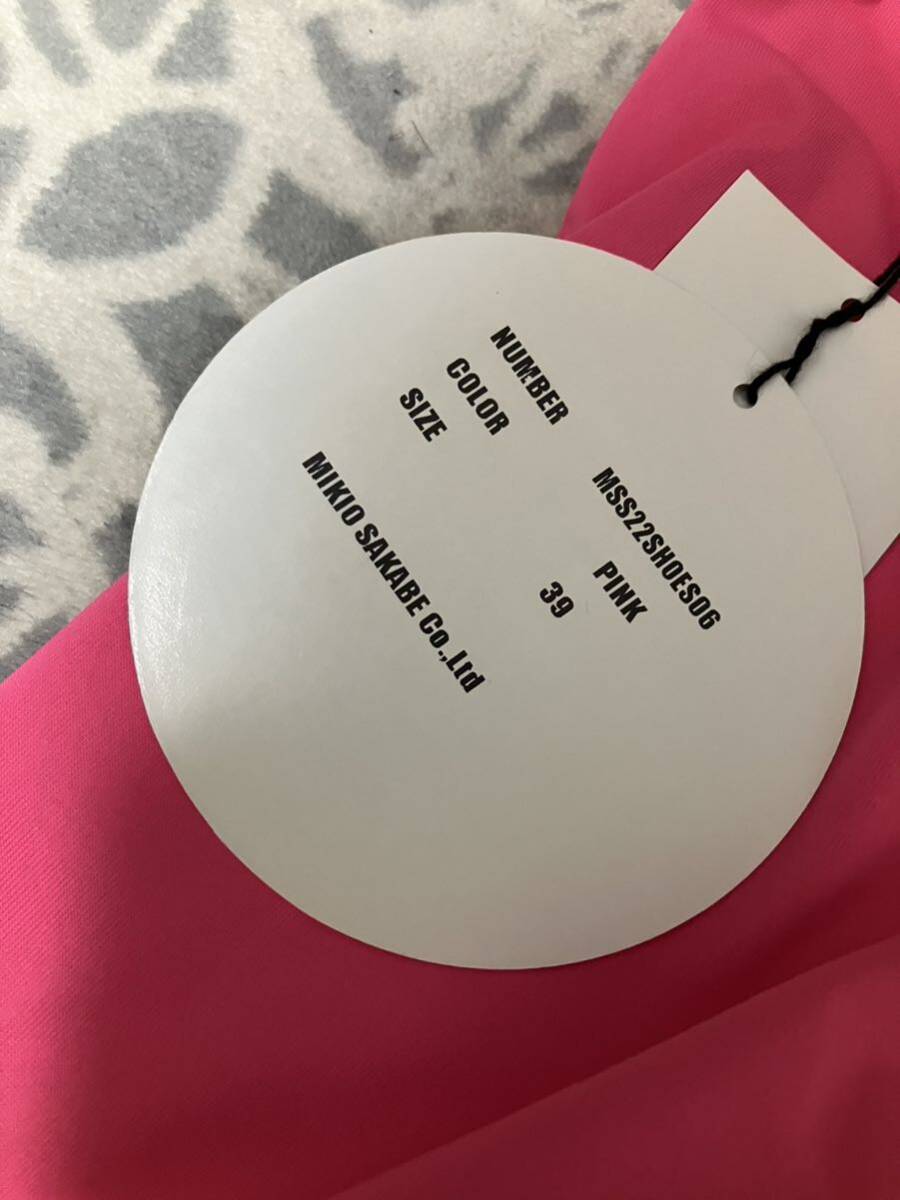 NUMBER MSS22SHOES06
COLOR PINK
SIZE 39
MIKIO SAKABE Co.,Ltd